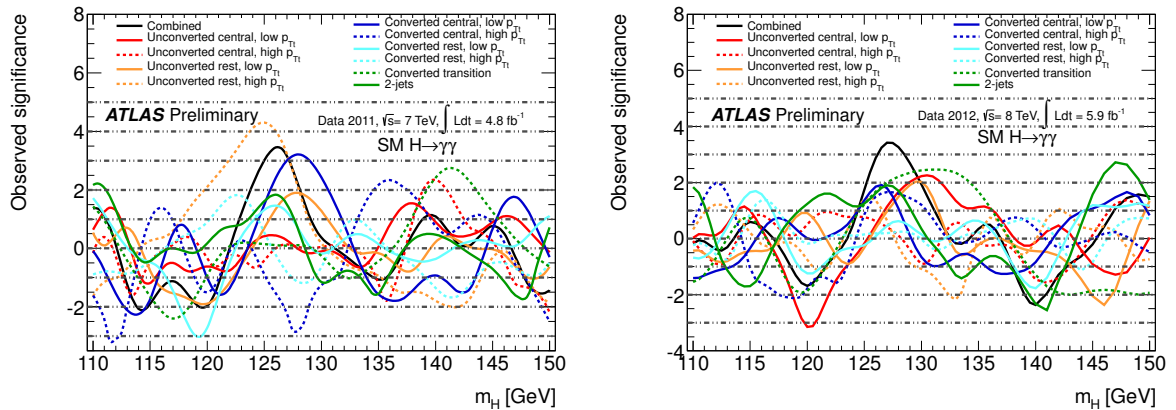 Observed significance
8
6
4
2
0
-2
Combined
Unconverted central, low p_Tt
Unconverted central, high p_Tt
Unconverted rest, low p_Tt
Unconverted rest, high p_Tt
Converted central, low p_Tt
Converted central, high p_Tt
Converted rest, low p_Tt
Converted rest, high p_Tt
Converted transition
2-jets
ATLAS Preliminary
Data 2011, √s= 7 TeV, ∫ Ldt = 4.8 fb⁻¹
SM H→γγ
110 115 120 125 130 135 140 145 150
m_H [GeV]
Observed significance
8
6
4
2
0
-2
-4
Combined
Unconverted central, low p_Tt
Unconverted central, high p_Tt
Unconverted rest, low p_Tt
Unconverted rest, high p_Tt
Converted central, low p_Tt
Converted central, high p_Tt
Converted rest, low p_Tt
Converted rest, high p_Tt
Converted transition
2-jets
ATLAS Preliminary
Data 2012, √s= 8 TeV, ∫ Ldt = 5.9 fb⁻¹
SM H→γγ
110 115 120 125 130 135 140 145 150
m_H [GeV]